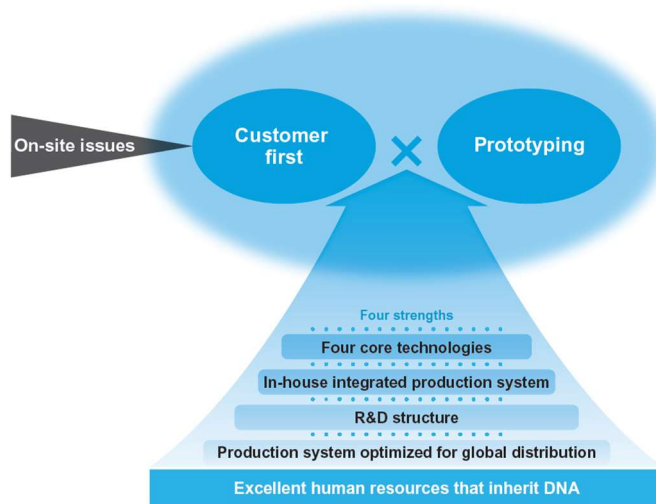 On-site issues
Customer
first
×
Prototyping
Four strengths
Four core technologies
In-house integrated production system
R&D structure
Production system optimized for global distribution
Excellent human resources that inherit DNA